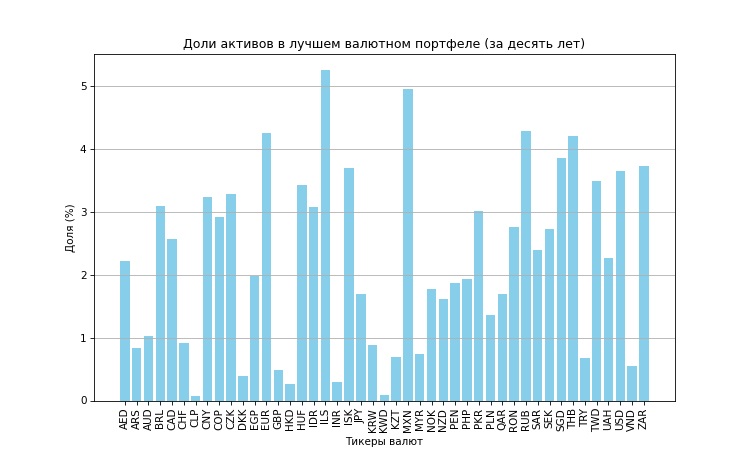 Доли активов в лучшем валютном портфеле (за десять лет)
Доля (%)
5
4
3
2
1
0
AED ARS AUD BRL CAD CHF CLP CNY COP CZK DKK EGP EUR GBP HKD HUF IDR ILS INR ISK JPY KRW KWD KZT MXN MYR NOK NZD PEN PHP PKR PLN QAR RON RUB SAR SEK SGD THB TRY TWD UAH USD VND ZAR
Тикеры валют